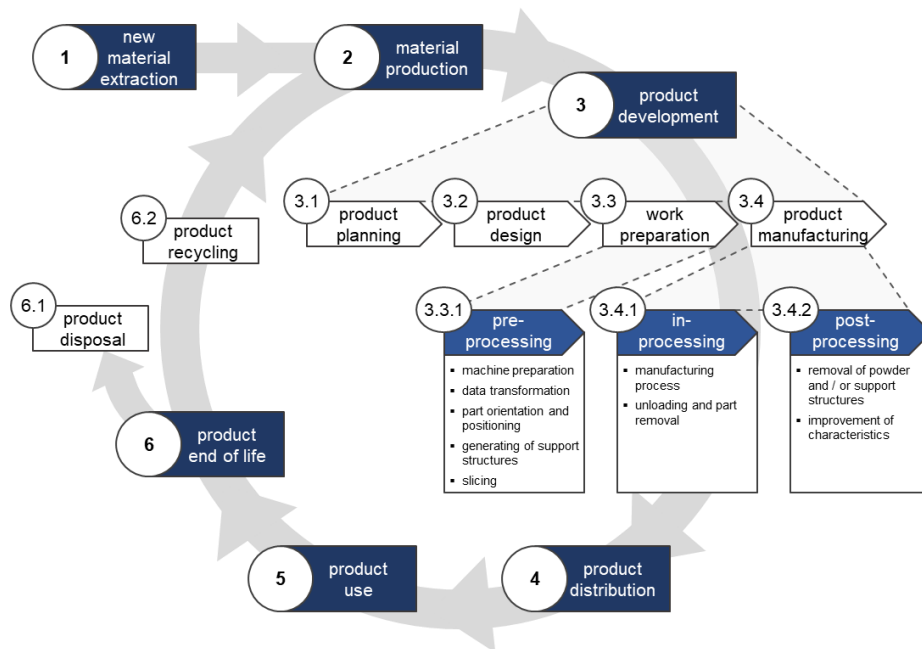 1
new
material
extraction
2
material
production
3
product
development
3.1
product
planning
3.2
product
design
3.3
work
preparation
3.4
product
manufacturing
6.2
product
recycling
6.1
product
disposal
3.3.1
pre-
processing
▪ machine preparation
▪ data transformation
▪ part orientation and
positioning
▪ generating of support
structures
▪ slicing
3.4.1
in-
processing
▪ manufacturing
process
▪ unloading and part
removal
3.4.2
post-
processing
▪ removal of powder
and / or support
structures
▪ improvement of
characteristics
6
product
end of life
5
product
use
4
product
distribution